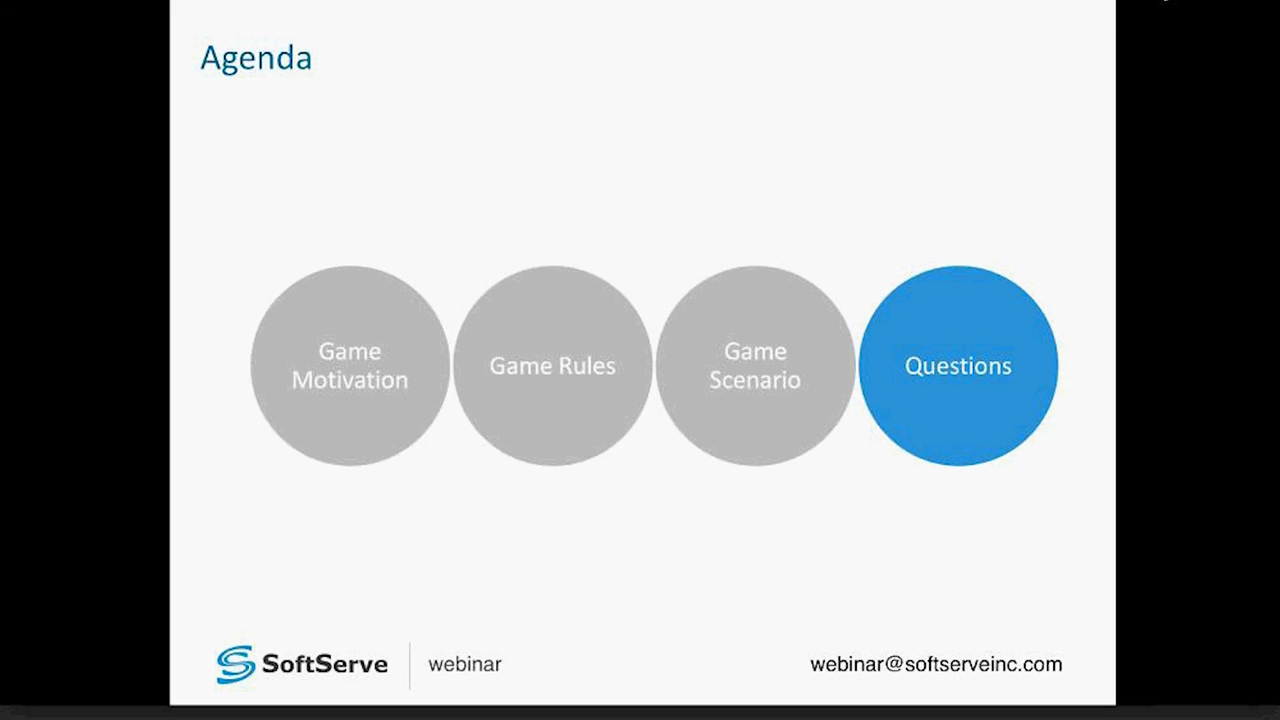 Agenda
Game
Motivation
Game Rules
Game
Scenario
Questions
SoftServe
webinar
webinar@softserveinc.com